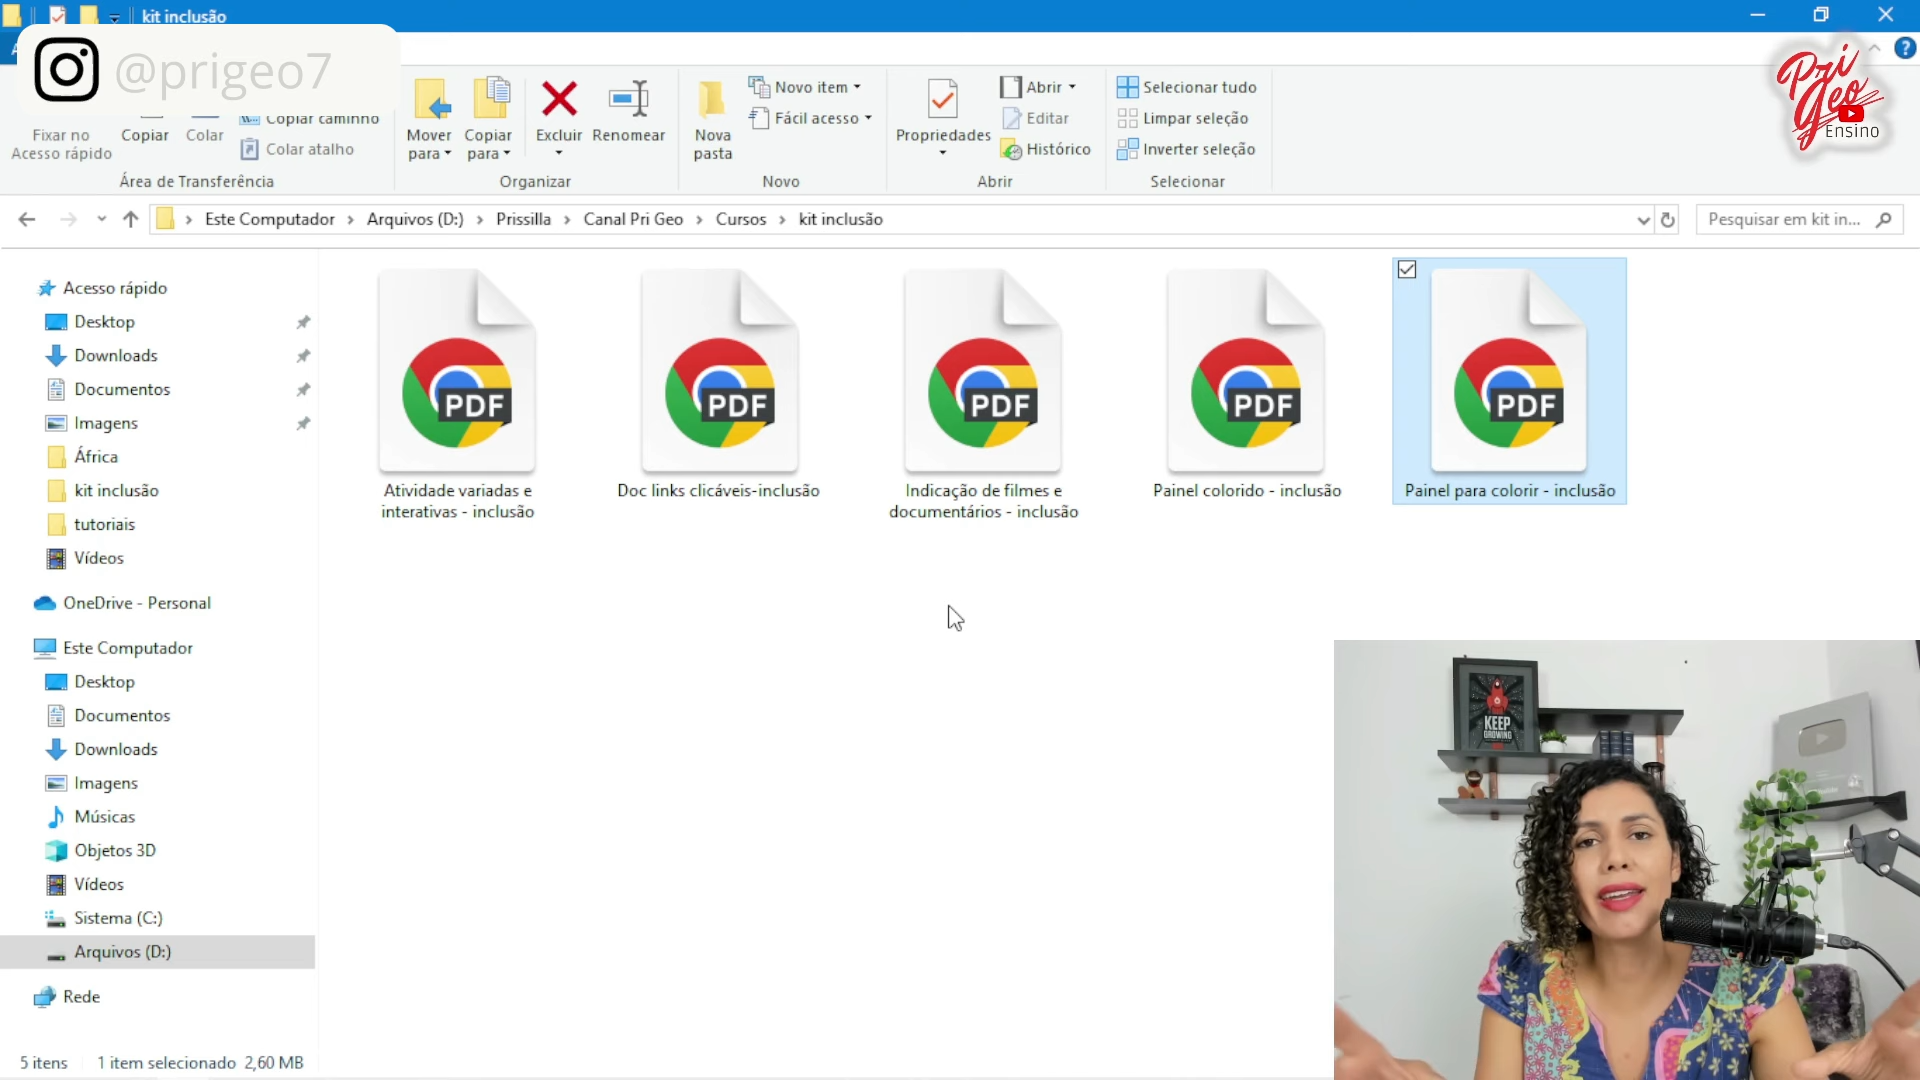 kit inclusão
@prigeo7
Pri
Geo
Ensino
Fixar no
Acesso rápido
Copiar
Colar
Copiar caminho
Colar atalho
Área de Transferência
Mover
para
Copiar
para
Excluir
Renomear
Organizar
Nova
pasta
Novo item
Fácil acesso
Novo
Propriedades
Abrir
Editar
Histórico
Abrir
Selecionar tudo
Limpar seleção
Inverter seleção
Selecionar
Este Computador > Arquivos (D:) > Prissilla > Canal Pri Geo > Cursos > kit inclusão
Pesquisar em kit in...
Acesso rápido
Desktop
Downloads
Documentos
Imagens
África
kit inclusão
tutoriais
Vídeos
OneDrive - Personal
Este Computador
Desktop
Documentos
Downloads
Imagens
Músicas
Objetos 3D
Vídeos
Sistema (C:)
Arquivos (D:)
Rede
PDF
Atividade variadas e
interativas - inclusão
PDF
Doc links clicáveis-inclusão
PDF
Indicação de filmes e
documentários - inclusão
PDF
Painel colorido - inclusão
PDF
Painel para colorir - inclusão
KEEP
GROWING
5 itens
1 item selecionado 2,60 MB